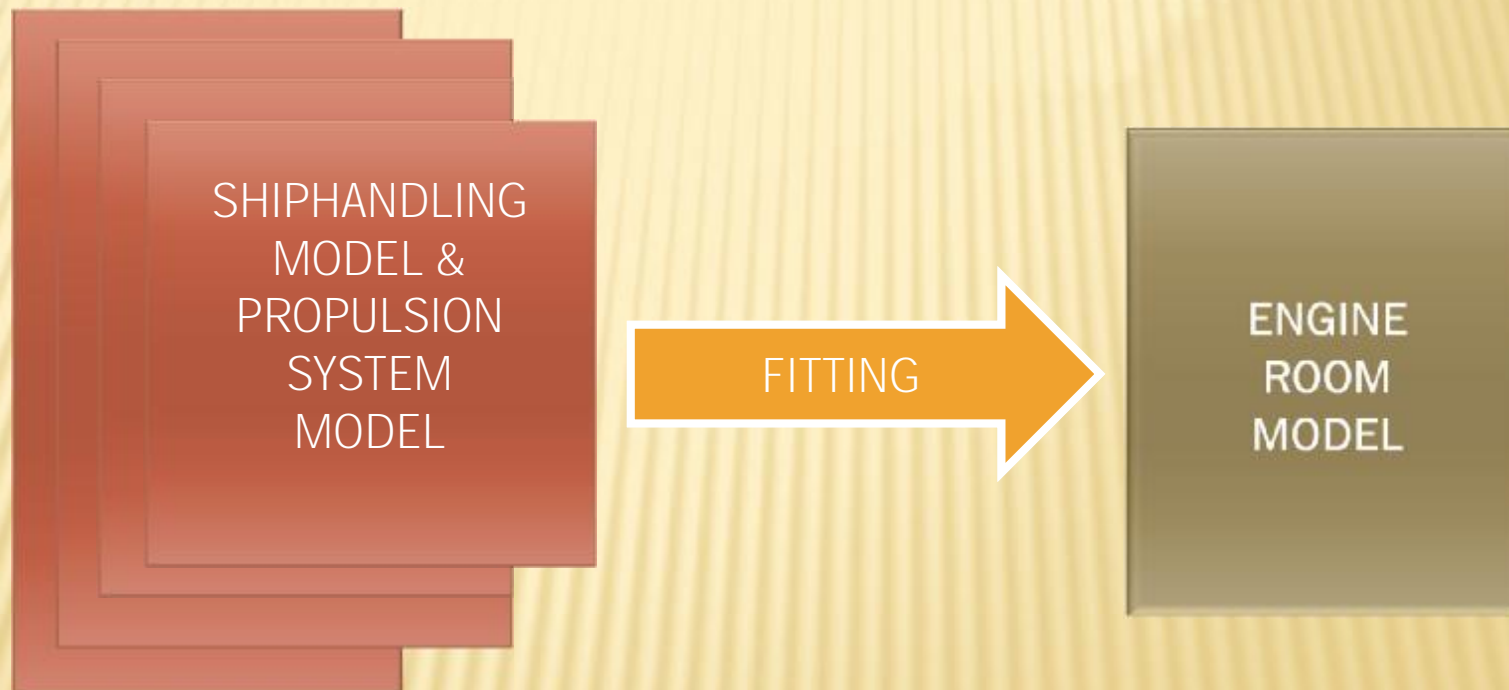 SHIPHANDLING
MODEL &
PROPULSION
SYSTEM
MODEL
FITTING
ENGINE
ROOM
MODEL